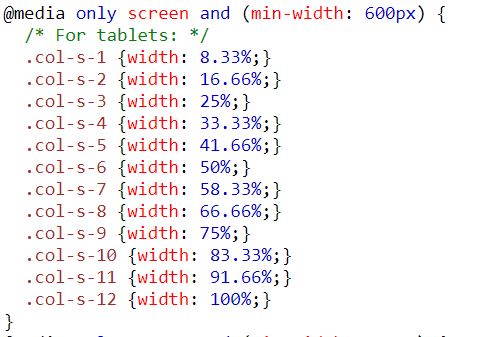 @media only screen and (min-width: 600px) {
  /* For tablets: */
  .col-s-1 {width: 8.33%;}
  .col-s-2 {width: 16.66%;}
  .col-s-3 {width: 25%;}
  .col-s-4 {width: 33.33%;}
  .col-s-5 {width: 41.66%;}
  .col-s-6 {width: 50%;}
  .col-s-7 {width: 58.33%;}
  .col-s-8 {width: 66.66%;}
  .col-s-9 {width: 75%;}
  .col-s-10 {width: 83.33%;}
  .col-s-11 {width: 91.66%;}
  .col-s-12 {width: 100%;}
}